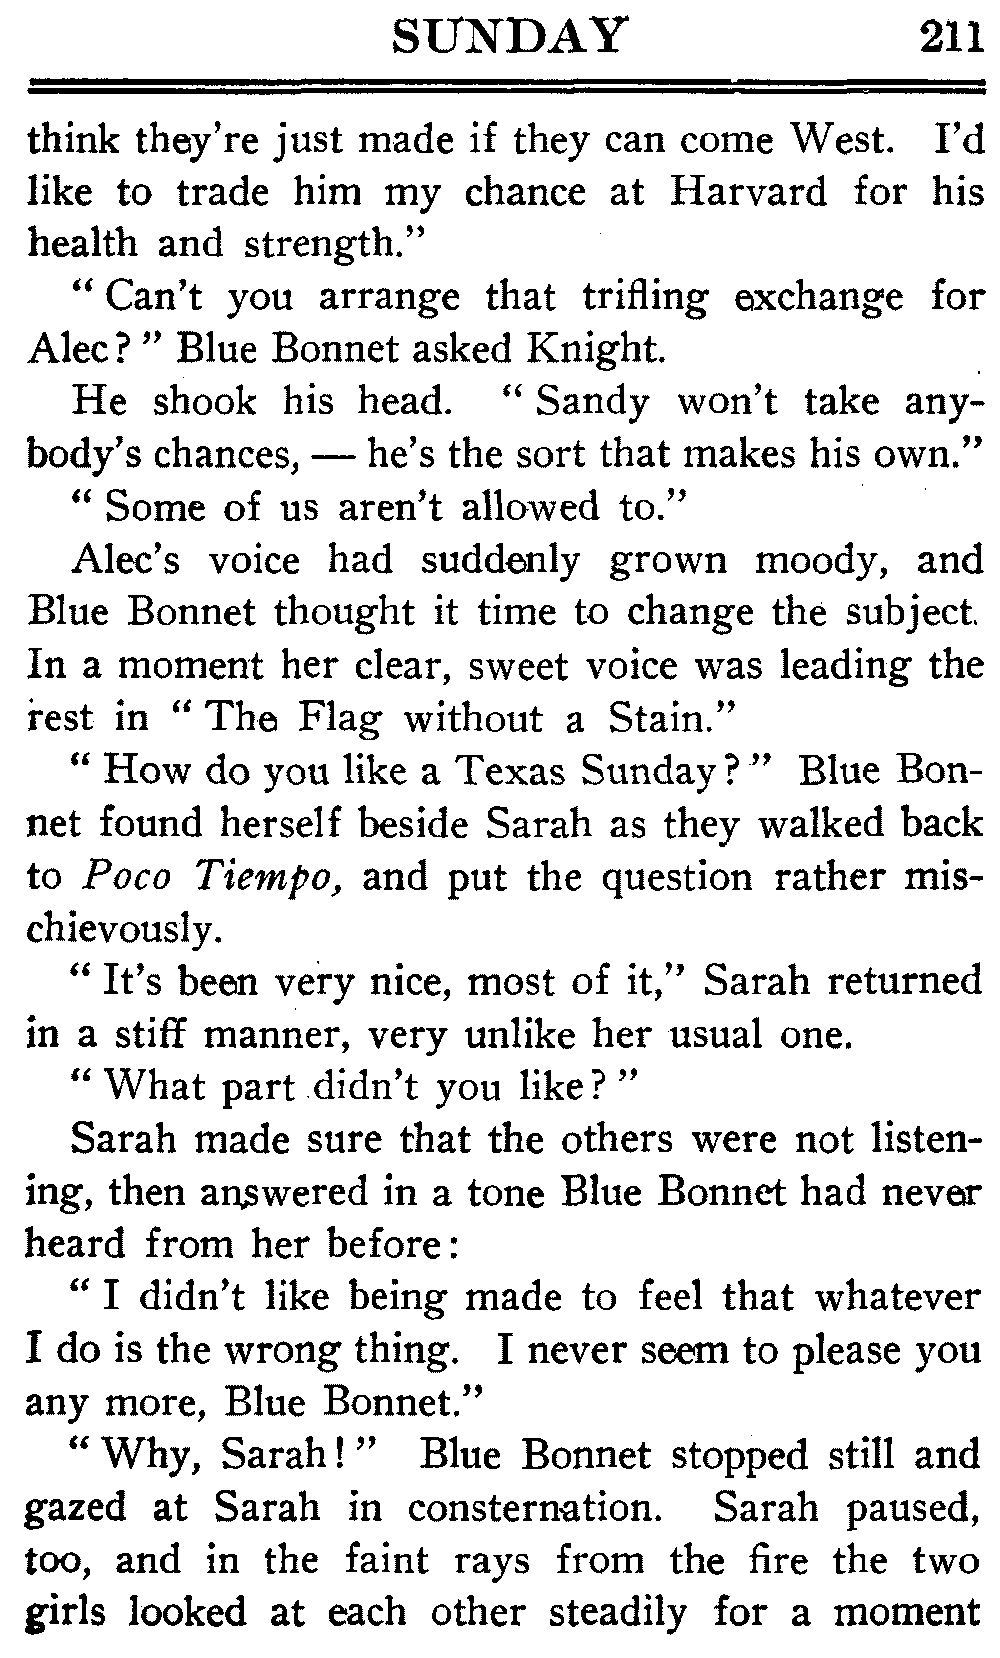 SUNDAY 211
think they're just made if they can come West. I'd
like to trade him my chance at Harvard for his
health and strength."
" Can't you arrange that trifling exchange for
Alec? " Blue Bonnet asked Knight.
He shook his head. " Sandy won't take any-
body's chances, — he's the sort that makes his own."
" Some of us aren't allowed to."
Alec's voice had suddenly grown moody, and
Blue Bonnet thought it time to change the subject.
In a moment her clear, sweet voice was leading the
rest in " The Flag without a Stain."
" How do you like a Texas Sunday? " Blue Bon-
net found herself beside Sarah as they walked back
to Poco Tiempo, and put the question rather mis-
chievously.
" It's been very nice, most of it," Sarah returned
in a stiff manner, very unlike her usual one.
" What part didn't you like? "
Sarah made sure that the others were not listen-
ing, then answered in a tone Blue Bonnet had never
heard from her before:
" I didn't like being made to feel that whatever
I do is the wrong thing. I never seem to please you
any more, Blue Bonnet."
" Why, Sarah! " Blue Bonnet stopped still and
gazed at Sarah in consternation. Sarah paused,
too, and in the faint rays from the fire the two
girls looked at each other steadily for a moment